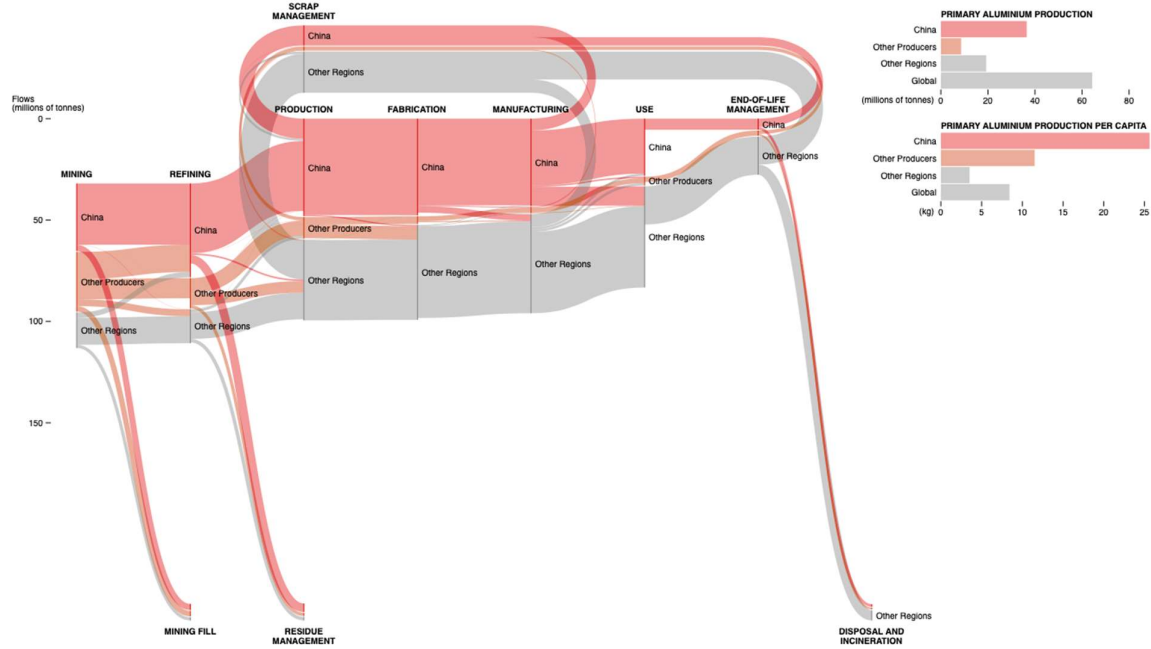 SCRAP
MANAGEMENT
China
Other Regions
Flows
(millions of tonnes)
0
50
100
150
MINING
China
Other Producers
Other Regions
REFINING
China
Other Producers
Other Regions
PRODUCTION
China
Other Producers
Other Regions
FABRICATION
China
Other Regions
MANUFACTURING
China
Other Regions
USE
China
Other Producers
Other Regions
END-OF-LIFE
MANAGEMENT
China
Other Regions
MINING FILL
RESIDUE
MANAGEMENT
Other Regions
DISPOSAL AND
INCINERATION
PRIMARY ALUMINIUM PRODUCTION
China
Other Producers
Other Regions
Global
(millions of tonnes) 0 20 40 60 80
PRIMARY ALUMINIUM PRODUCTION PER CAPITA
China
Other Producers
Other Regions
Global
(kg) 0 5 10 15 20 25